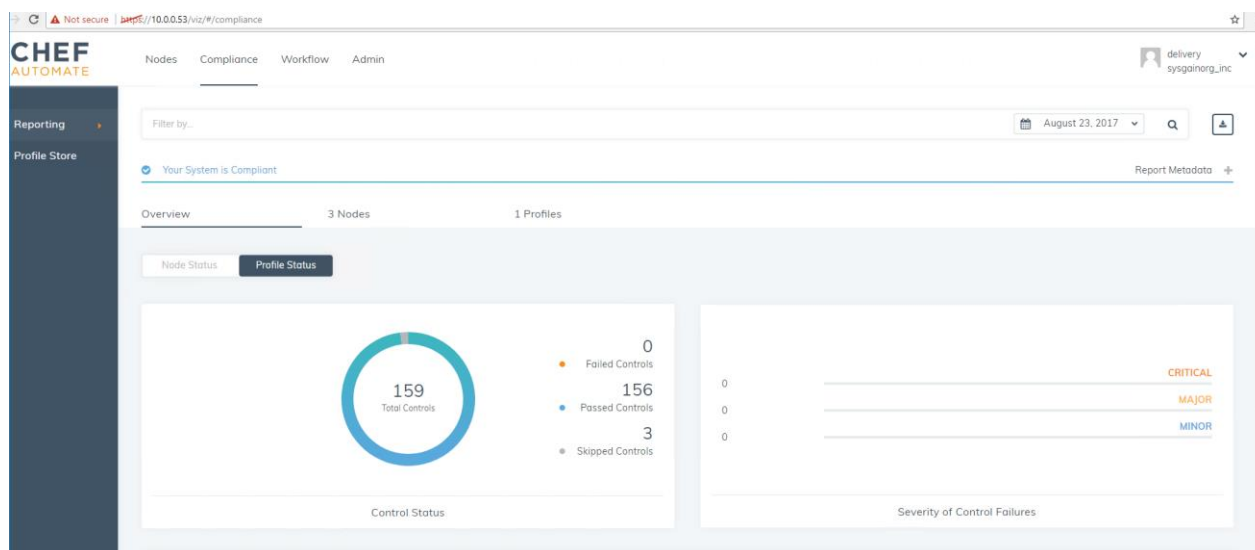 Not secure | https://10.0.0.53/viz/#/compliance
CHEF
AUTOMATE
Nodes Compliance Workflow Admin
delivery
sysgainorg_inc
Reporting
Profile Store
Filter by...
August 23, 2017
Your System is Compliant
Report Metadata +
Overview 3 Nodes 1 Profiles
Node Status Profile Status
159
Total Controls
0
Failed Controls
156
Passed Controls
3
Skipped Controls
Control Status
CRITICAL
0
MAJOR
0
MINOR
0
Severity of Control Failures